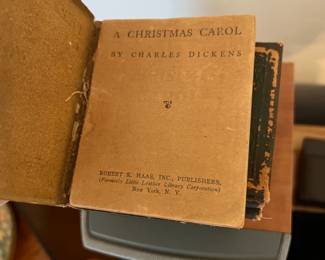 A CHRISTMAS CAROL
BY CHARLES DICKENS
ROBERT K. HAAS, INC., PUBLISHERS,
(Formerly Little Leather Library Corporation)
New York, N. Y.